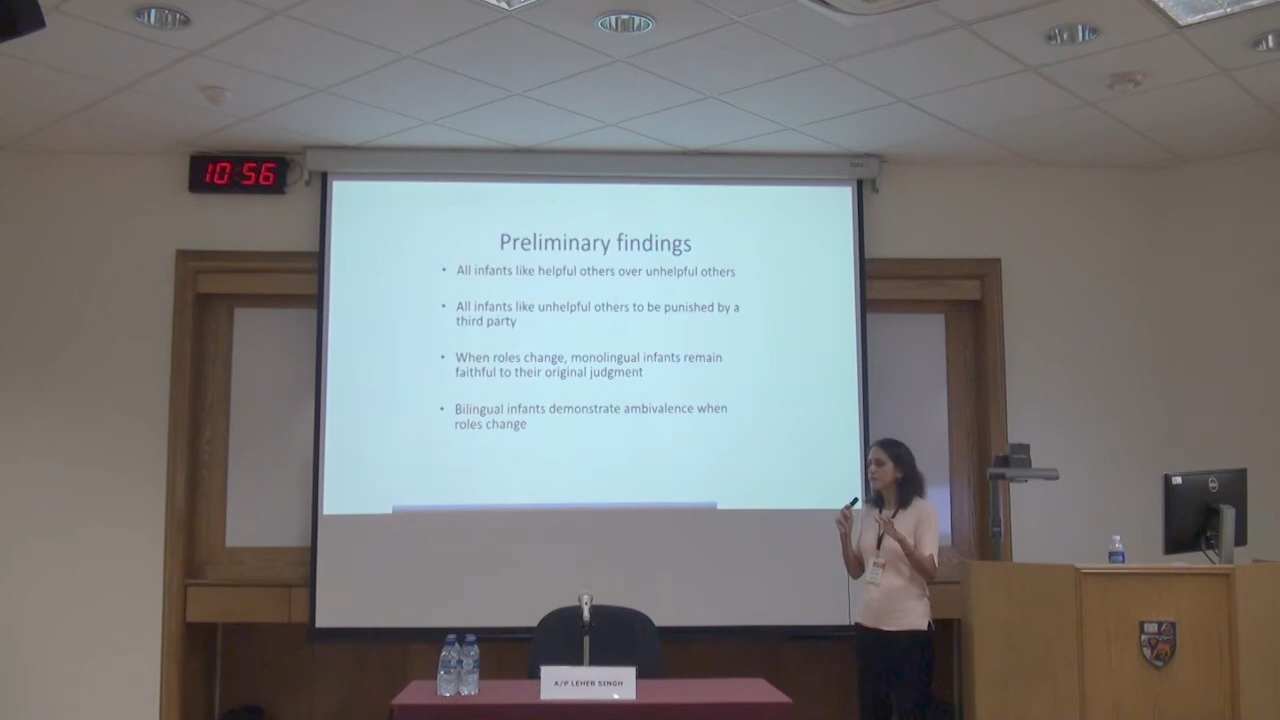 10:56
Preliminary findings
• All infants like helpful others over unhelpful others
• All infants like unhelpful others to be punished by a
third party
• When roles change, monolingual infants remain
faithful to their original judgment
• Bilingual infants demonstrate ambivalence when
roles change
DELL
A/P LEHER SINGH